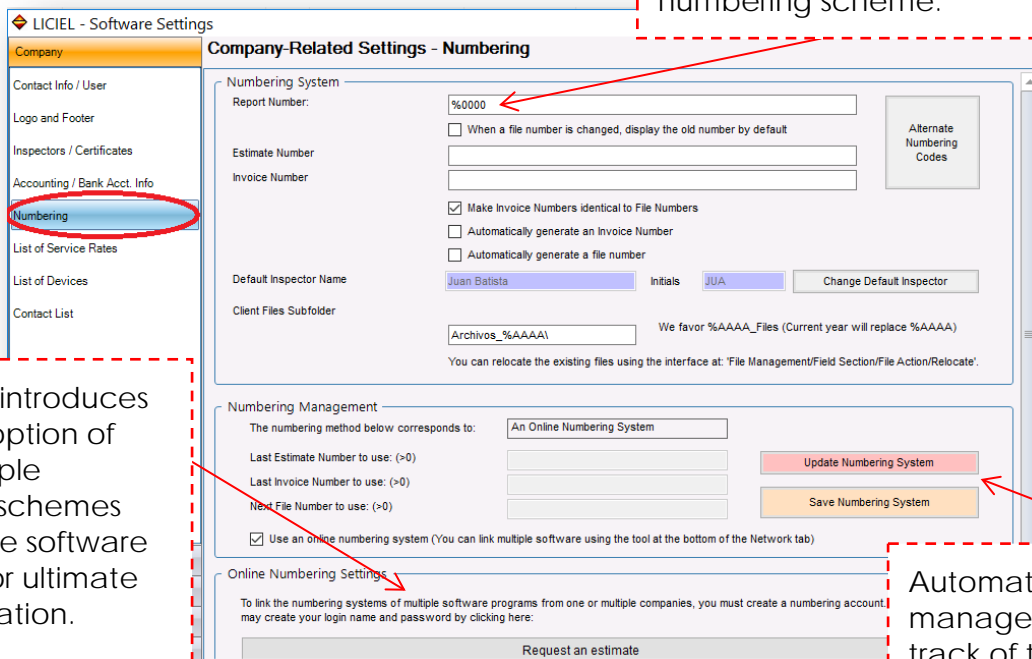 numbering scheme.
LICIEL - Software Settings
Company
Contact Info / User
Logo and Footer
Inspectors / Certificates
Accounting / Bank Acct. Info
Numbering
List of Service Rates
List of Devices
Contact List
Company-Related Settings - Numbering
Numbering System
Report Number:
%0000
When a file number is changed, display the old number by default
Alternate
Numbering
Codes
Estimate Number
Invoice Number
Make Invoice Numbers identical to File Numbers
Automatically generate an Invoice Number
Automatically generate a file number
Default Inspector Name
Juan Batista
Initials
JUA
Change Default Inspector
Client Files Subfolder
Archivos_%AAAA\
We favor %AAAA_Files (Current year will replace %AAAA)
You can relocate the existing files using the interface at: 'File Management/Field Section/File Action/Relocate'.
Numbering Management
The numbering method below corresponds to:
An Online Numbering System
Last Estimate Number to use: (>0)
Last Invoice Number to use: (>0)
Next File Number to use: (>0)
Update Numbering System
Save Numbering System
Use an online numbering system (You can link multiple software using the tool at the bottom of the Network tab)
Online Numbering Settings
To link the numbering systems of multiple software programs from one or multiple companies, you must create a numbering account.
may create your login name and password by clicking here:
Request an estimate
introduces
option of
ple
schemes
e software
or ultimate
ation.
Automat
manage
track of t